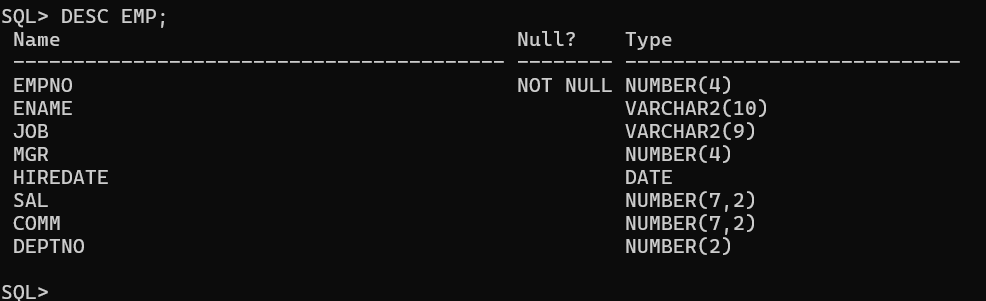 SQL> DESC EMP;
 Name                                      Null?    Type
 ----------------------------------------- -------- ----------------------------
 EMPNO                                     NOT NULL NUMBER(4)
 ENAME                                              VARCHAR2(10)
 JOB                                                VARCHAR2(9)
 MGR                                                NUMBER(4)
 HIREDATE                                           DATE
 SAL                                                NUMBER(7,2)
 COMM                                               NUMBER(7,2)
 DEPTNO                                             NUMBER(2)

SQL>